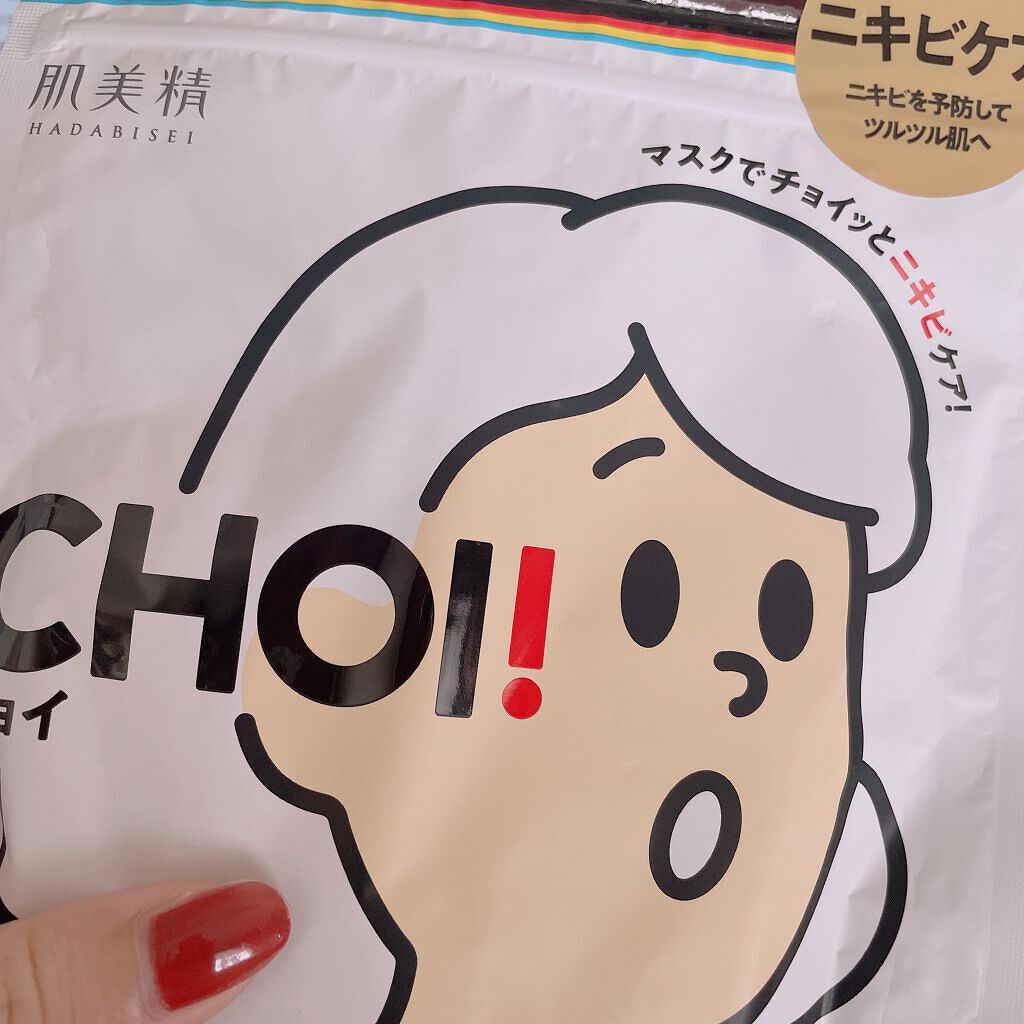 肌美精
HADABISEI
ニキビケア
ニキビを予防して
ツルツル肌へ
マスクでチョイッとニキビケア!
CHOI!
ョイ